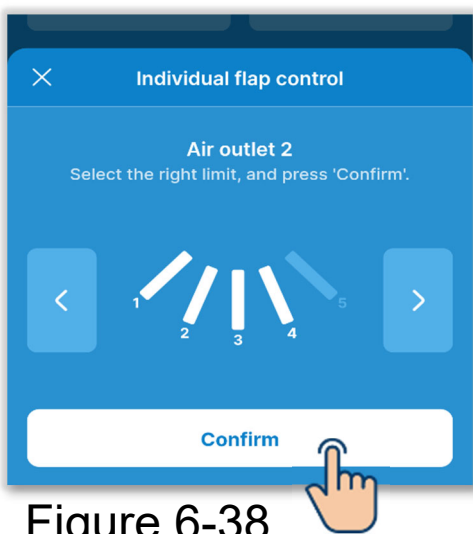 Individual flap control
Air outlet 2
Select the right limit, and press 'Confirm'.
1
2
3
4
5
Confirm
Figure 6-38